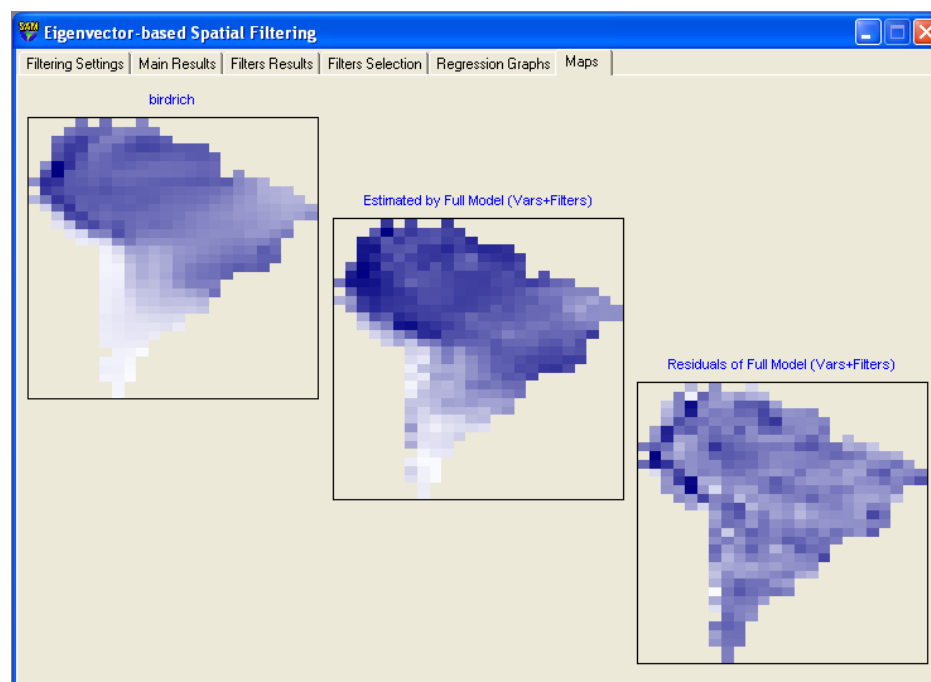 SAM
Eigenvector-based Spatial Filtering
Filtering Settings
Main Results
Filters Results
Filters Selection
Regression Graphs
Maps
birdrich
Estimated by Full Model (Vars+Filters)
Residuals of Full Model (Vars+Filters)